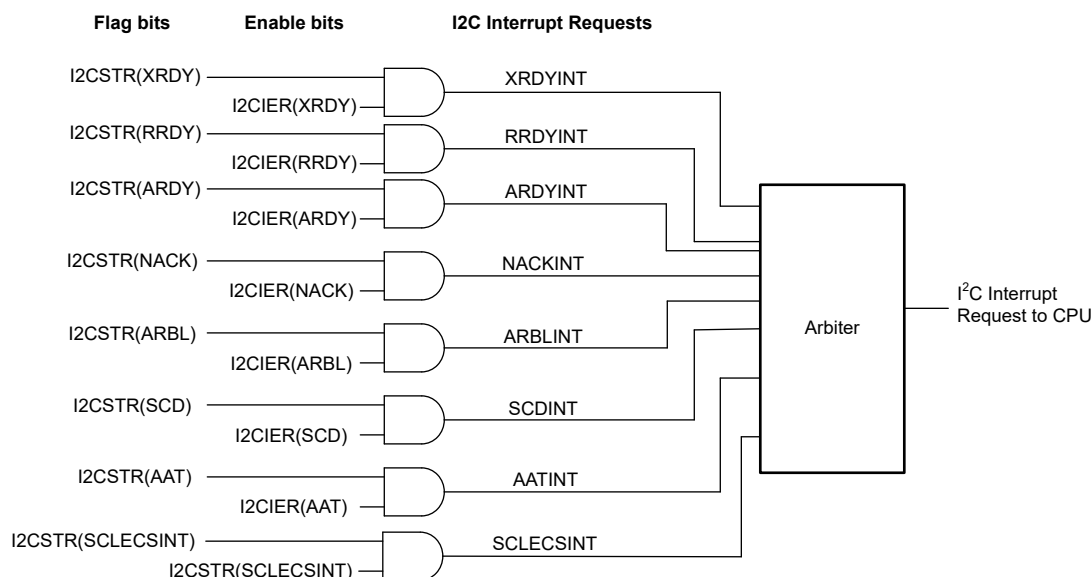 Flag bits Enable bits I2C Interrupt Requests
I2CSTR(XRDY) XRDYINT
I2CIER(XRDY)
I2CSTR(RRDY) RRDYINT
I2CIER(RRDY)
I2CSTR(ARDY) ARDYINT
I2CIER(ARDY)
I2CSTR(NACK) NACKINT
I2CIER(NACK)
I2CSTR(ARBL) ARBLINT
I2CIER(ARBL)
I2CSTR(SCD) SCDINT
I2CIER(SCD)
I2CSTR(AAT) AATINT
I2CIER(AAT)
I2CSTR(SCLECSINT) SCLECSINT
I2CSTR(SCLECSINT)
Arbiter
I²C Interrupt
Request to CPU